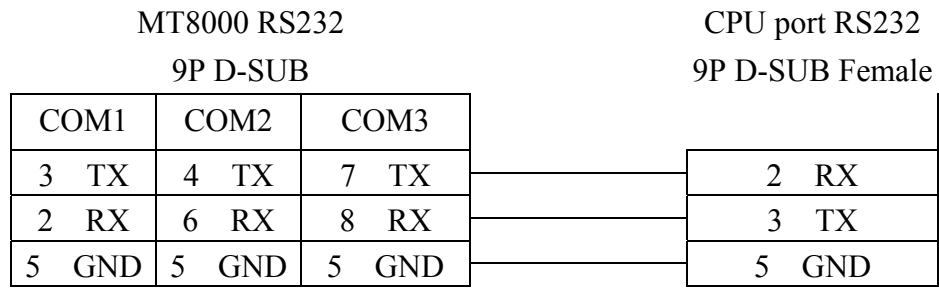 MT8000 RS232 CPU port RS232
9P D-SUB 9P D-SUB Female
COM1 COM2 COM3
3 TX 4 TX 7 TX 2 RX
2 RX 6 RX 8 RX 3 TX
5 GND 5 GND 5 GND 5 GND